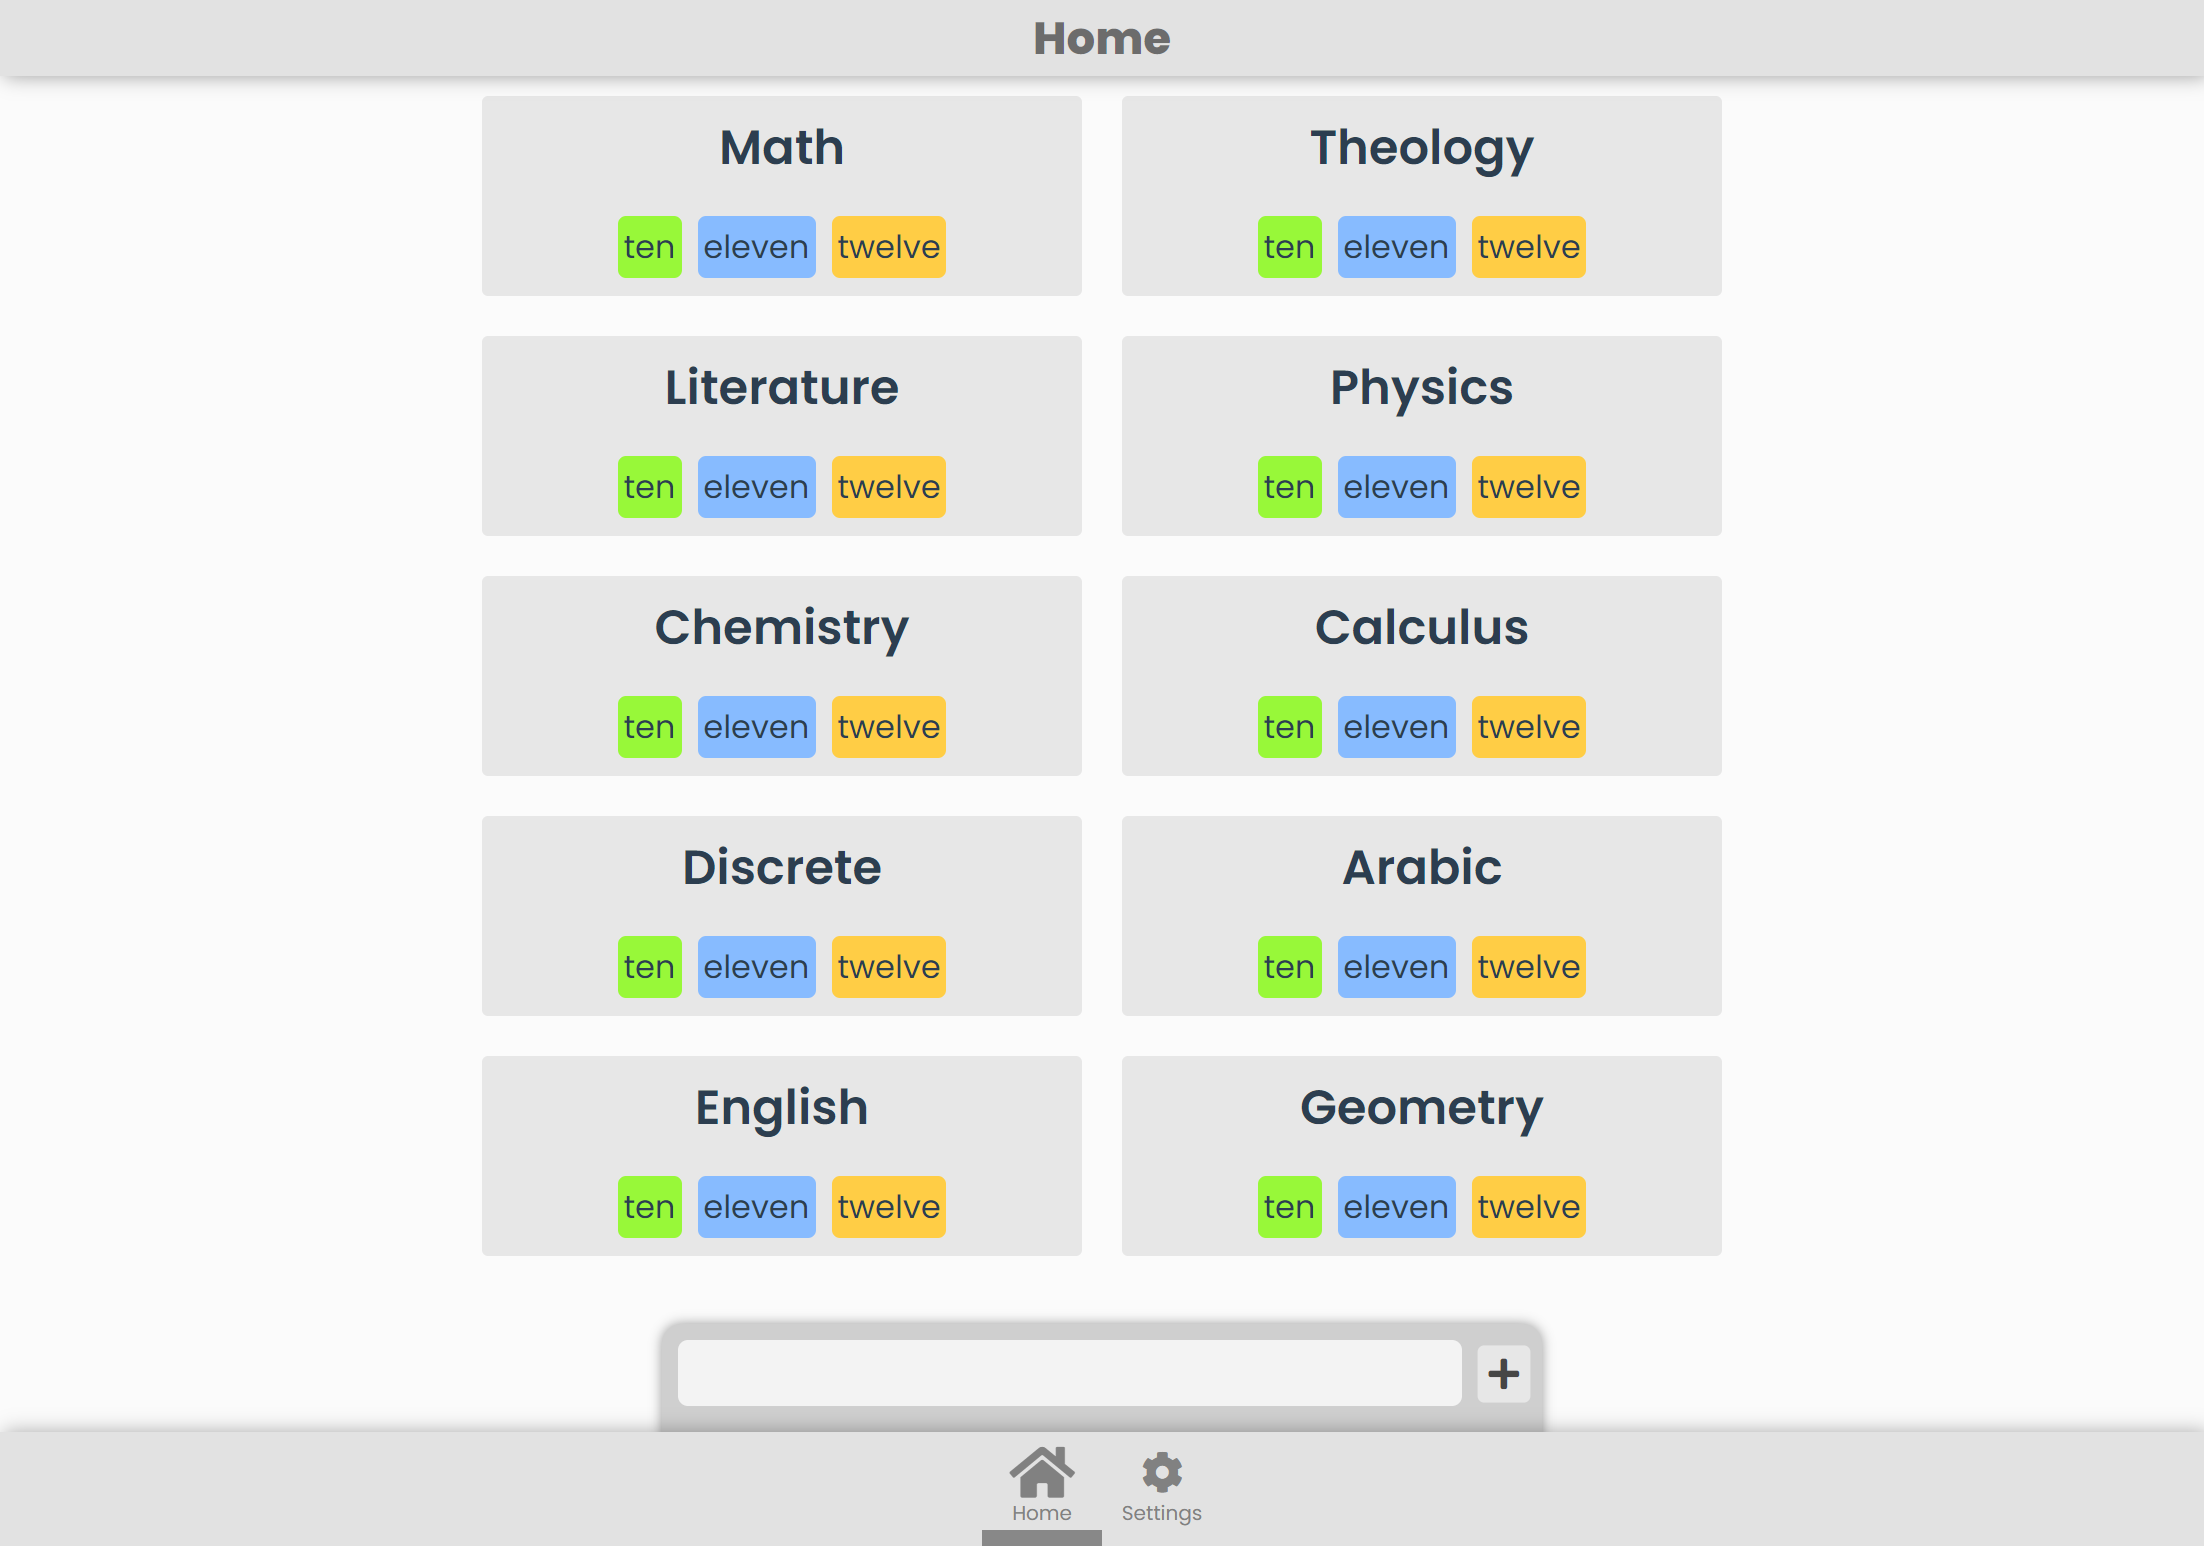 Home
Math
Theology
ten eleven twelve
ten eleven twelve
Literature
Physics
ten eleven twelve
ten eleven twelve
Chemistry
Calculus
ten eleven twelve
ten eleven twelve
Discrete
Arabic
ten eleven twelve
ten eleven twelve
English
Geometry
ten eleven twelve
ten eleven twelve
Home
Settings